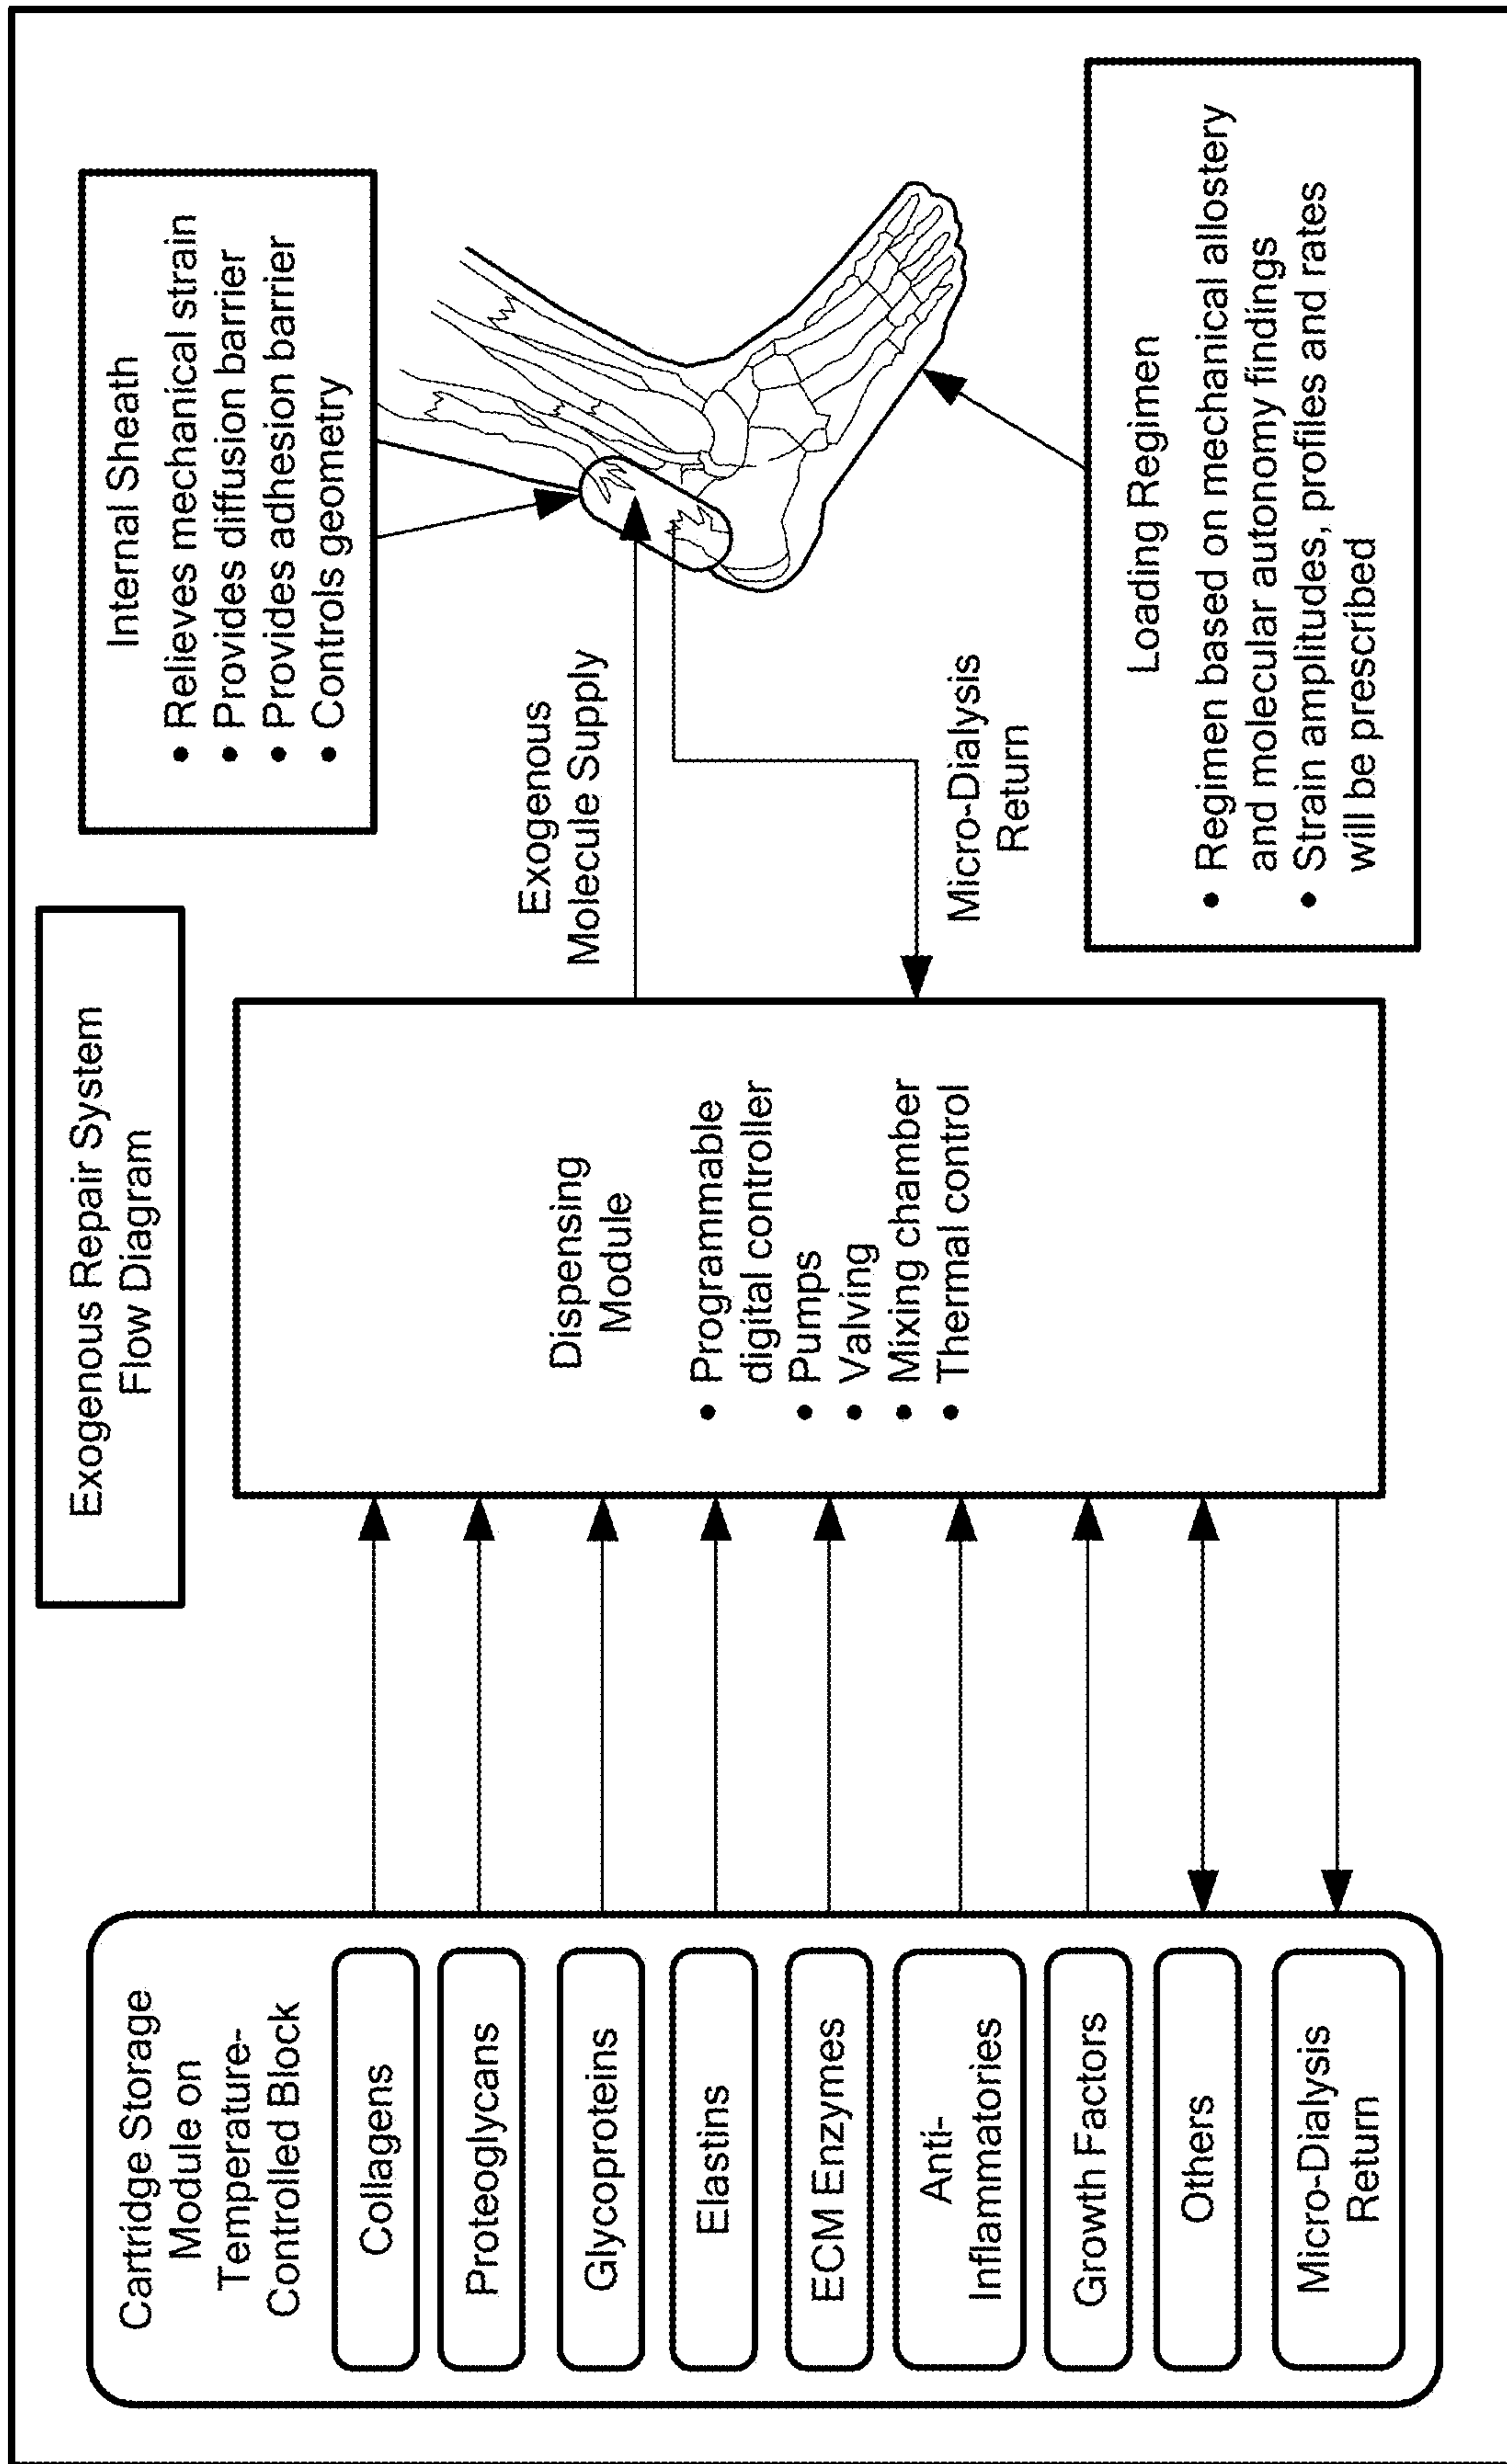 Exogenous Repair System
Flow Diagram
Cartridge Storage
Module on
Temperature-
Controlled Block
Collagens
Proteoglycans
Glycoproteins
Elastins
ECM Enzymes
Anti-
Inflammatories
Growth Factors
Others
Micro-Dialysis
Return
Dispensing
Module
• Programmable
digital controller
• Pumps
• Valving
• Mixing chamber
• Thermal control
Exogenous
Molecule Supply
Micro-Dialysis
Return
Internal Sheath
• Relieves mechanical strain
• Provides diffusion barrier
• Provides adhesion barrier
• Controls geometry
Loading Regimen
• Regimen based on mechanical allostery
and molecular autonomy findings
• Strain amplitudes, profiles and rates
will be prescribed